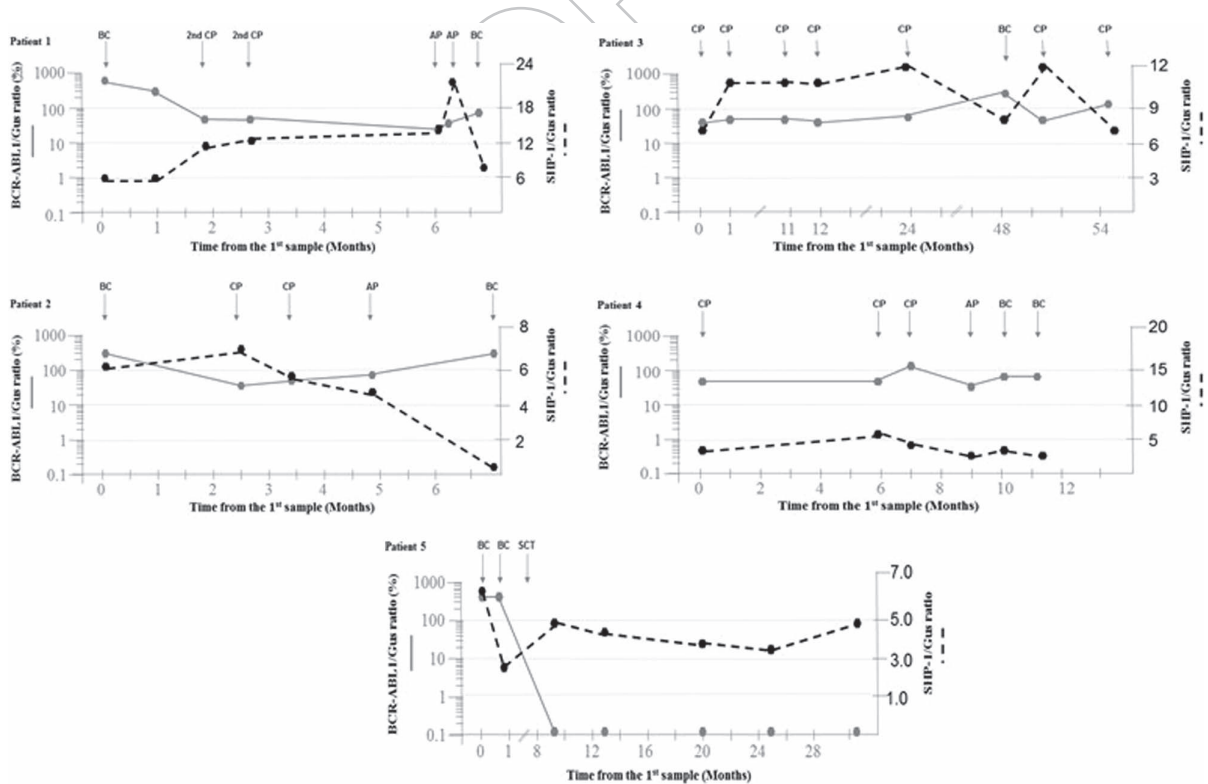 Patient 1
BC 2nd CP 2nd CP AP AP BC
BCR-ABL1/Gus ratio (%)
1000
100
10
1
0.1
24
18
12
6
SHP-1/Gus ratio
0 1 2 3 4 5 6
Time from the 1st sample (Months)
Patient 3
CP CP CP CP CP BC CP CP
BCR-ABL1/Gus ratio (%)
1000
100
10
1
0.1
12
9
6
3
SHP-1/Gus ratio
0 1 11 12 24 48 54
Time from the 1st sample (Months)
Patient 2
BC CP CP AP BC
BCR-ABL1/Gus ratio (%)
1000
100
10
1
0.1
8
6
4
2
SHP-1/Gus ratio
0 1 2 3 4 5 6
Time from the 1st sample (Months)
Patient 4
CP CP CP AP BC BC
BCR-ABL1/Gus ratio (%)
1000
100
10
1
0.1
20
15
10
5
SHP-1/Gus ratio
0 2 4 6 8 10 12
Time from the 1st sample (Months)
Patient 5
BC BC SCT
BCR-ABL1/Gus ratio (%)
1000
100
10
1
0.1
7.0
5.0
3.0
1.0
SHP-1/Gus ratio
0 1 8 12 16 20 24 28
Time from the 1st sample (Months)